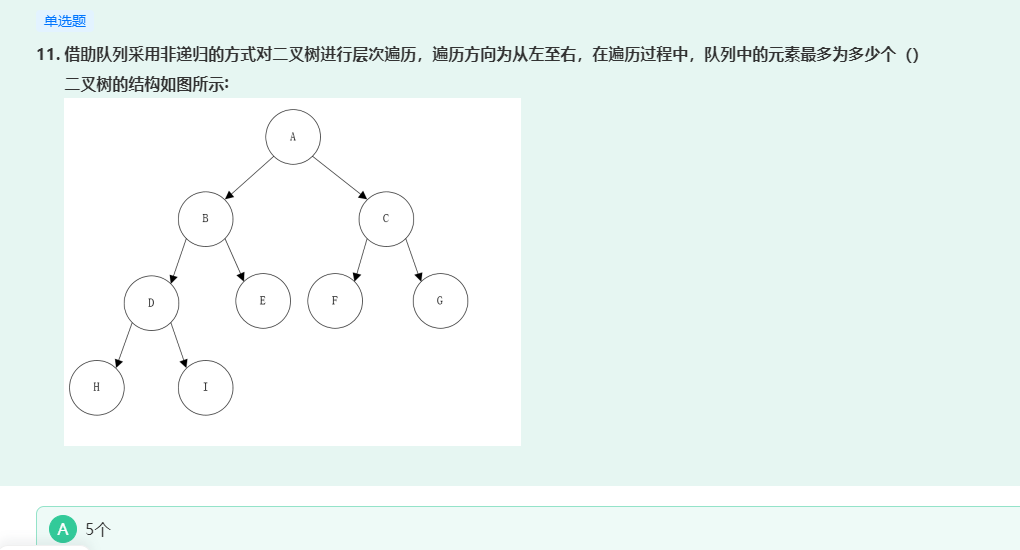 单选题
11. 借助队列采用非递归的方式对二叉树进行层次遍历，遍历方向为从左至右，在遍历过程中，队列中的元素最多为多少个（）
二叉树的结构如图所示:
A
B
C
D
E
F
G
H
I
A 5个